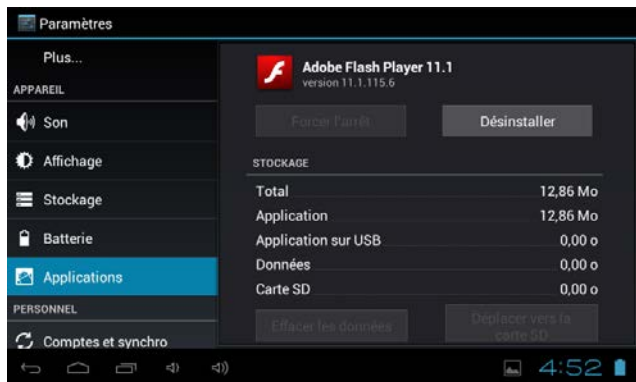 Paramètres
Plus...
APPAREIL
Son
Affichage
Stockage
Batterie
Applications
PERSONNEL
Comptes et synchro
Adobe Flash Player 11.1
version 11.1.115.6
Forcer l'arrêt
Désinstaller
STOCKAGE
Total 12,86 Mo
Application 12,86 Mo
Application sur USB 0,00 o
Données 0,00 o
Carte SD 0,00 o
Effacer les données
Déplacer vers la
carte SD
4:52